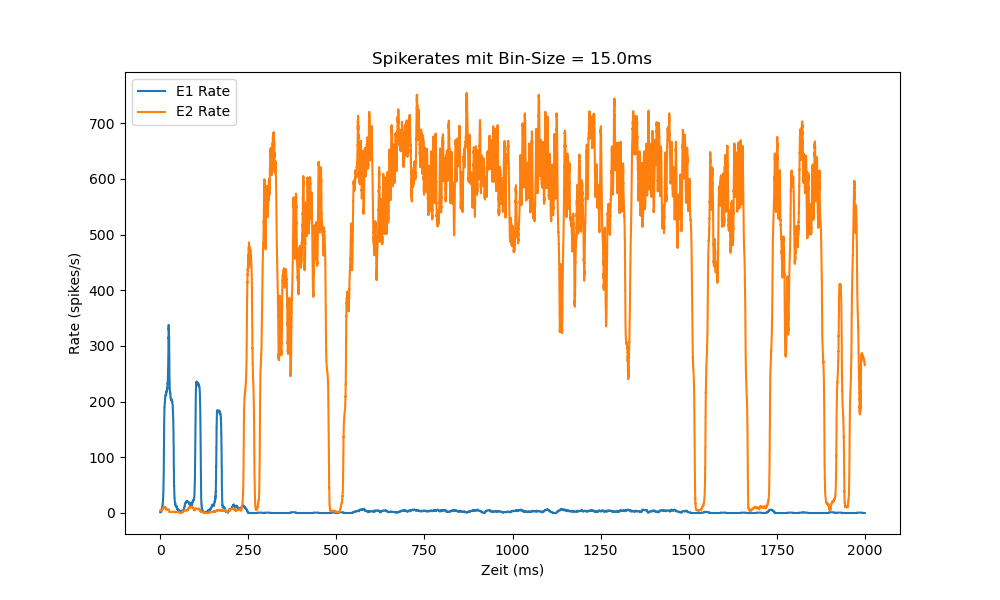 Spikerates mit Bin-Size = 15.0ms
E1 Rate
E2 Rate
Rate (spikes/s)
700
600
500
400
300
200
100
0
0 250 500 750 1000 1250 1500 1750 2000
Zeit (ms)